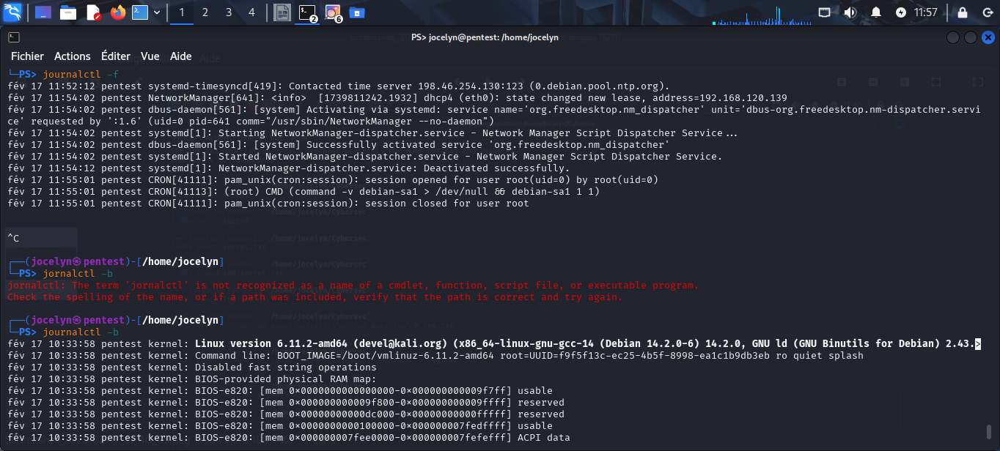 1 2 3 4 2 6 11:57
PS> jocelyn@pentest: /home/jocelyn
Fichier Actions Éditer Vue Aide
└─PS> journalctl -f
fév 17 11:52:12 pentest systemd-timesyncd[419]: Contacted time server 198.46.254.130:123 (0.debian.pool.ntp.org).
fév 17 11:54:02 pentest NetworkManager[641]: <info>  [1739811242.1932] dhcp4 (eth0): state changed new lease, address=192.168.120.139
fév 17 11:54:02 pentest dbus-daemon[561]: [system] Activating via systemd: service name='org.freedesktop.nm_dispatcher' unit='dbus-org.freedesktop.nm-dispatcher.servi
ce' requested by ':1.6' (uid=0 pid=641 comm="/usr/sbin/NetworkManager --no-daemon")
fév 17 11:54:02 pentest systemd[1]: Starting NetworkManager-dispatcher.service - Network Manager Script Dispatcher Service...
fév 17 11:54:02 pentest dbus-daemon[561]: [system] Successfully activated service 'org.freedesktop.nm_dispatcher'
fév 17 11:54:02 pentest systemd[1]: Started NetworkManager-dispatcher.service - Network Manager Script Dispatcher Service.
fév 17 11:54:12 pentest systemd[1]: NetworkManager-dispatcher.service: Deactivated successfully.
fév 17 11:55:01 pentest CRON[41111]: pam_unix(cron:session): session opened for user root(uid=0) by root(uid=0)
fév 17 11:55:01 pentest CRON[41113]: (root) CMD (command -v debian-sa1 > /dev/null && debian-sa1 1 1)
fév 17 11:55:01 pentest CRON[41111]: pam_unix(cron:session): session closed for user root
^C
┌──(jocelyn㉿pentest)-[/home/jocelyn]
└─PS> jornalctl -b
jornalctl: The term 'jornalctl' is not recognized as a name of a cmdlet, function, script file, or executable program.
Check the spelling of the name, or if a path was included, verify that the path is correct and try again.
┌──(jocelyn㉿pentest)-[/home/jocelyn]
└─PS> journalctl -b
fév 17 10:33:58 pentest kernel: Linux version 6.11.2-amd64 (devel@kali.org) (x86_64-linux-gnu-gcc-14 (Debian 14.2.0-6) 14.2.0, GNU ld (GNU Binutils for Debian) 2.43.>
fév 17 10:33:58 pentest kernel: Command line: BOOT_IMAGE=/boot/vmlinuz-6.11.2-amd64 root=UUID=f9f5f13c-ec25-4b5f-8998-ea1c1b9db3eb ro quiet splash
fév 17 10:33:58 pentest kernel: Disabled fast string operations
fév 17 10:33:58 pentest kernel: BIOS-provided physical RAM map:
fév 17 10:33:58 pentest kernel: BIOS-e820: [mem 0x0000000000000000-0x000000000009f7ff] usable
fév 17 10:33:58 pentest kernel: BIOS-e820: [mem 0x000000000009f800-0x000000000009ffff] reserved
fév 17 10:33:58 pentest kernel: BIOS-e820: [mem 0x00000000000dc000-0x00000000000fffff] reserved
fév 17 10:33:58 pentest kernel: BIOS-e820: [mem 0x0000000000100000-0x000000007fedffff] usable
fév 17 10:33:58 pentest kernel: BIOS-e820: [mem 0x000000007fee0000-0x000000007fefefff] ACPI data